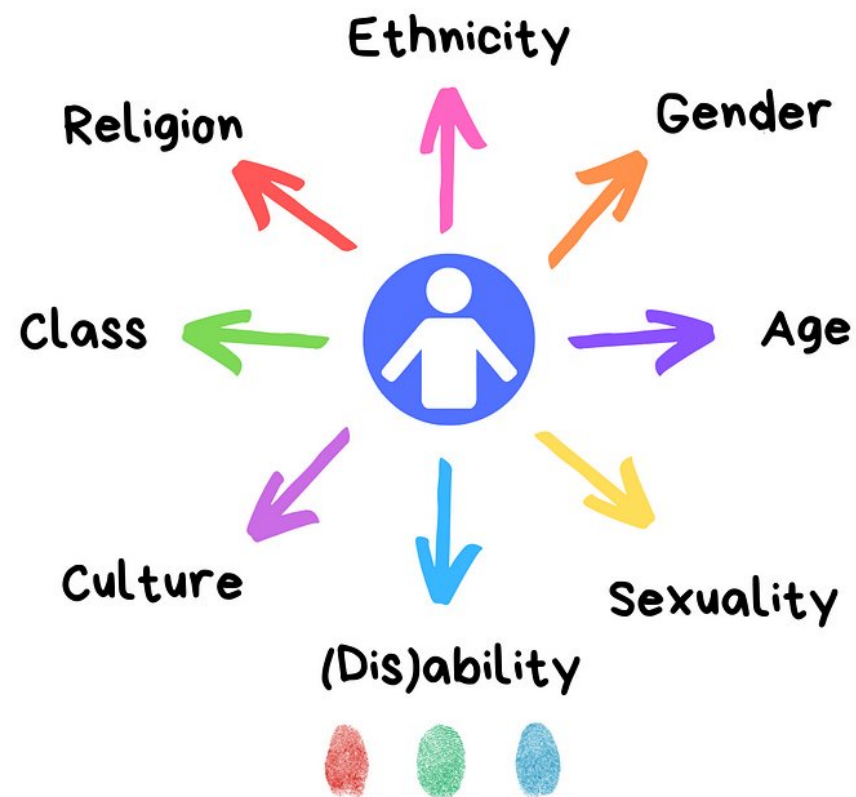 Ethnicity
Religion
Gender
Class
Age
Culture
Sexuality
(Dis)ability